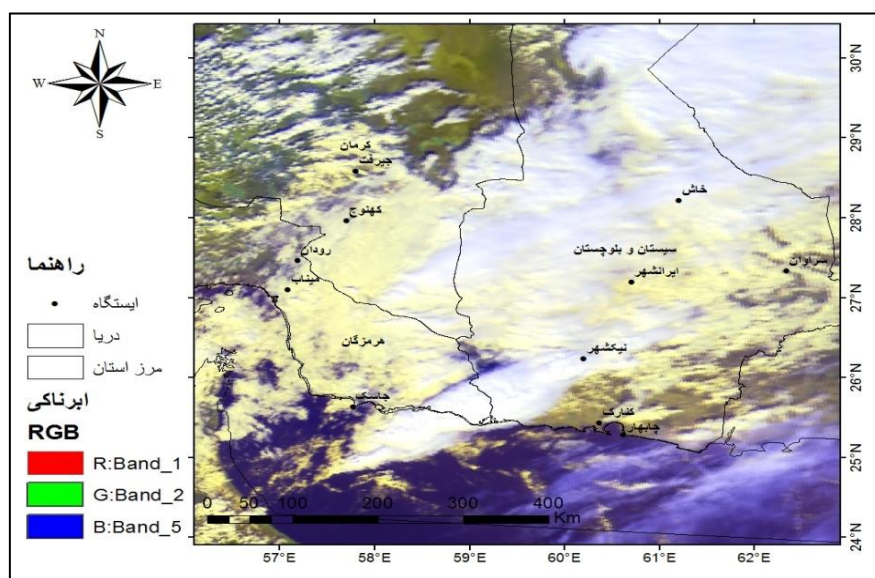 N
W
E
S
راهنما
ایستگاه
دریا
مرز استان
ابرناکی
RGB
R:Band_1
G:Band_2
B:Band_5
کرمان
جیرفت
کهنوج
رودان
میناب
هرمزگان
جاسک
خاش
سیستان و بلوچستان
ایرانشهر
سراوان
نیکشهر
کنارک
چابهار
0 50 100 200 300 400
Km
30°N
29°N
28°N
27°N
26°N
25°N
24°N
57°E
58°E
59°E
60°E
61°E
62°E